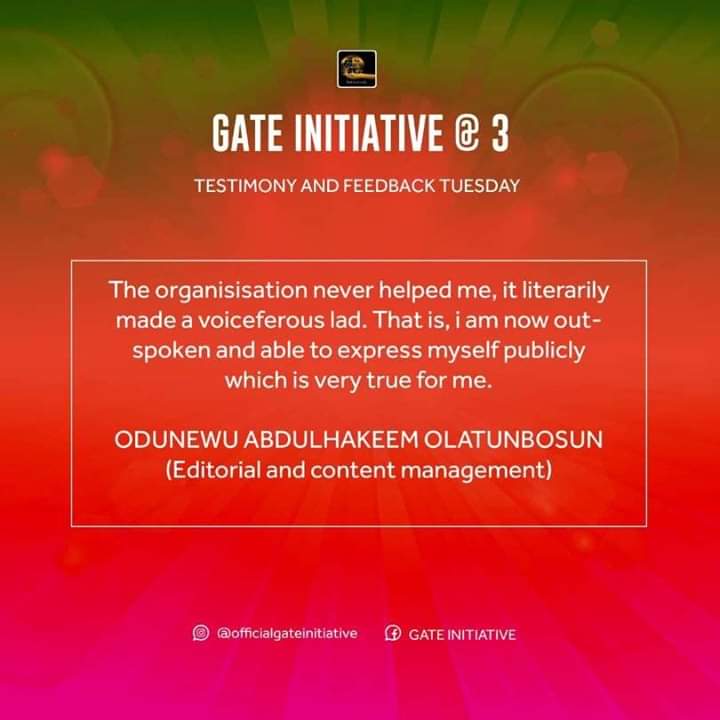 GATE INITIATIVE @ 3
TESTIMONY AND FEEDBACK TUESDAY
The organisisation never helped me, it literarily
made a voiceferous lad. That is, i am now out-
spoken and able to express myself publicly
which is very true for me.
ODUNEWU ABDULHAKEEM OLATUNBOSUN
(Editorial and content management)
@officialgateinitiative GATE INITIATIVE